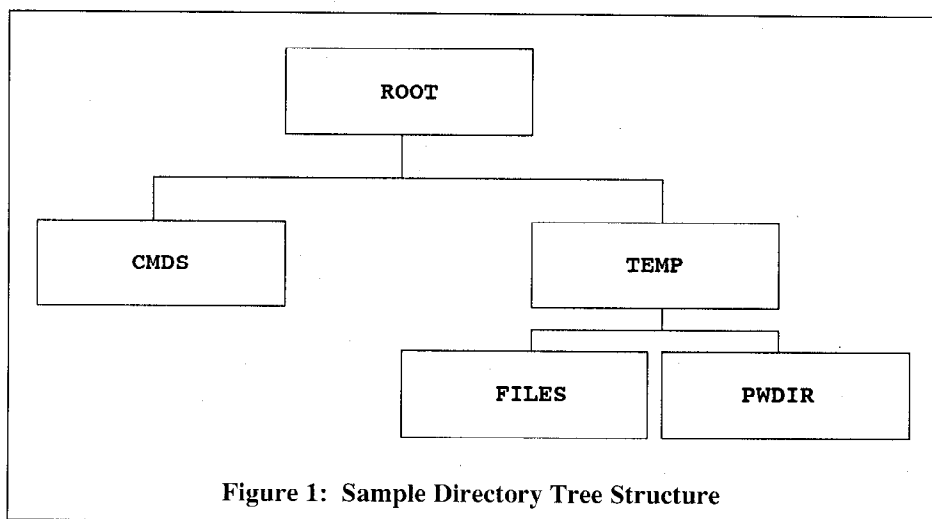 ROOT
CMDS
TEMP
FILES
PWDIR
Figure 1: Sample Directory Tree Structure